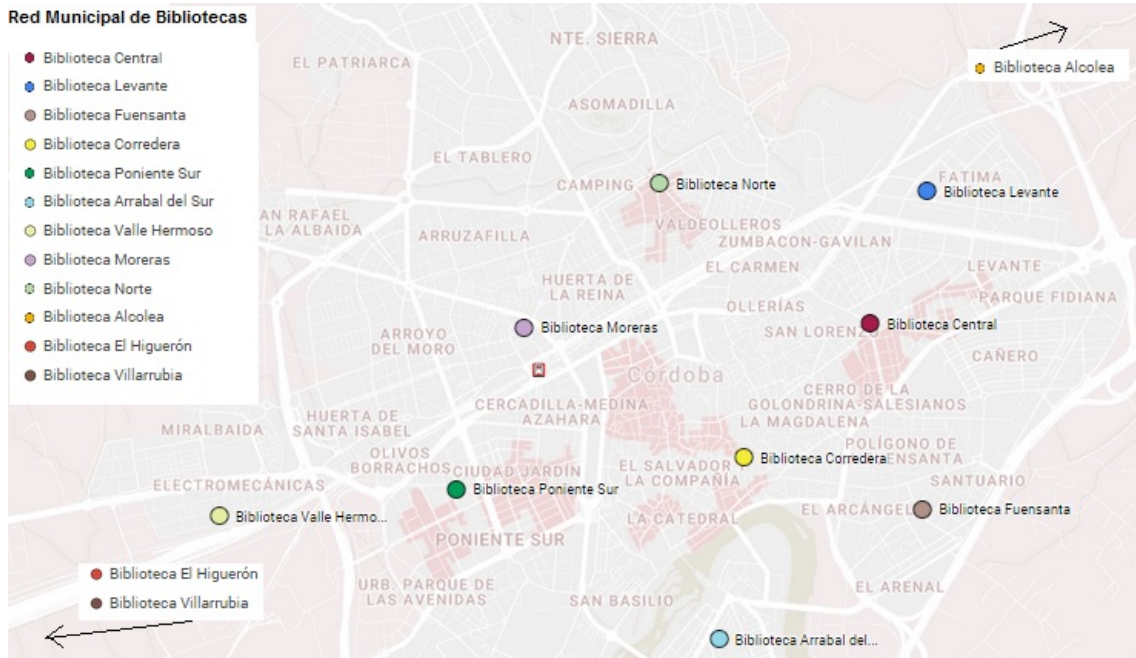 Red Municipal de Bibliotecas
Biblioteca Central
Biblioteca Levante
Biblioteca Fuensanta
Biblioteca Corredera
Biblioteca Poniente Sur
Biblioteca Arrabal del Sur
Biblioteca Valle Hermoso
Biblioteca Moreras
Biblioteca Norte
Biblioteca Alcolea
Biblioteca El Higuerón
Biblioteca Villarrubia
NTE. SIERRA
EL PATRIARCA
Biblioteca Alcolea
ASOMADILLA
EL TABLERO
CAMPING
Biblioteca Norte
FATIMA
Biblioteca Levante
AN RAFAEL
LA ALBAIDA
ARRUZAFILLA
VALDEOLLEROS
ZUMBACON-GAVILAN
EL CARMEN
LEVANTE
HUERTA DE
LA REINA
PARQUE FIDIANA
OLLERÍAS
ARROYO
DEL MORO
Biblioteca Moreras
SAN LORENZO
Biblioteca Central
CAÑERO
Córdoba
CERCADILLA-MEDINA
AZAHARA
CERRO DE LA
GOLONDRINA-SALESIANOS
LA MAGDALENA
MIRALBAIDA
HUERTA DE
SANTA ISABEL
OLIVOS
BORRACHOS
CIUDAD JARDÍN
EL SALVADOR
LA COMPAÑÍA
Biblioteca Corredera
POLÍGONO DE
ENSANTA
SANTUARIO
ELECTROMECÁNICAS
Biblioteca Poniente Sur
Biblioteca Valle Hermo...
LA CATEDRAL
EL ARCÁNGEL
Biblioteca Fuensanta
PONIENTE SUR
Biblioteca El Higuerón
Biblioteca Villarrubia
URB. PARQUE DE
LAS AVENIDAS
SAN BASILIO
EL ARENAL
Biblioteca Arrabal del...